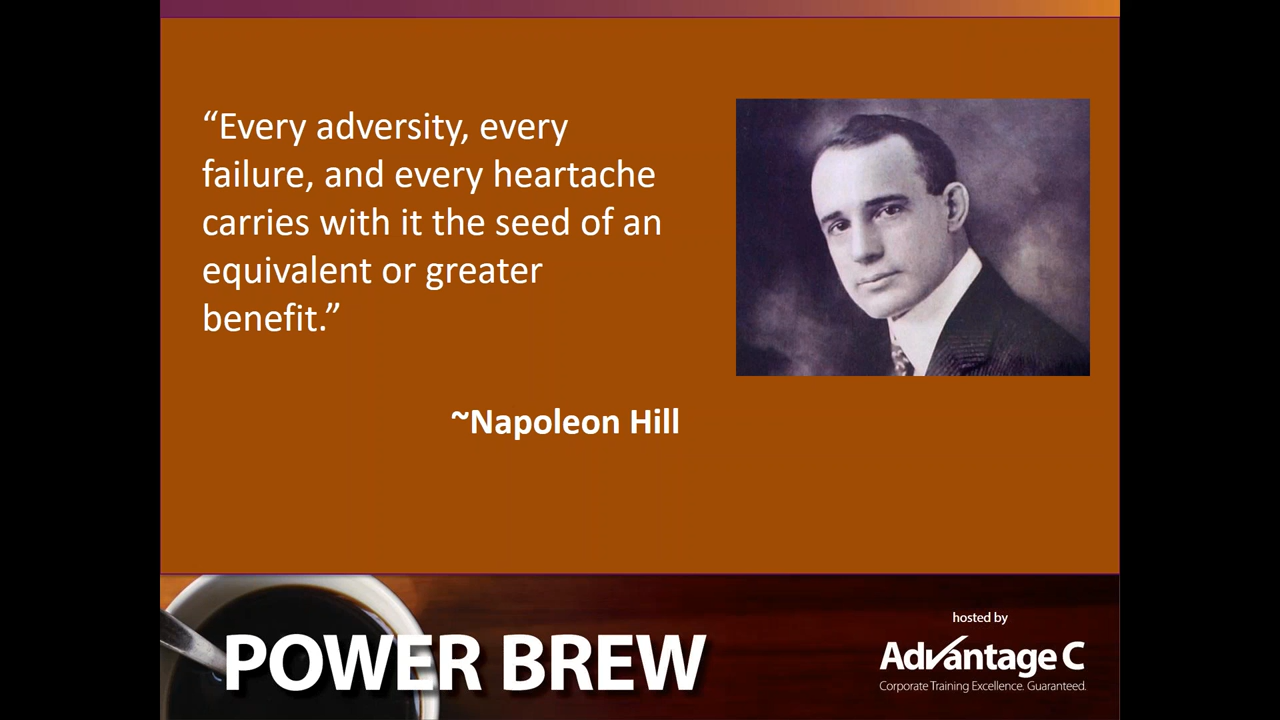 “Every adversity, every
failure, and every heartache
carries with it the seed of an
equivalent or greater
benefit.”
~Napoleon Hill
POWER BREW
hosted by
Advantage C
Corporate Training Excellence. Guaranteed.